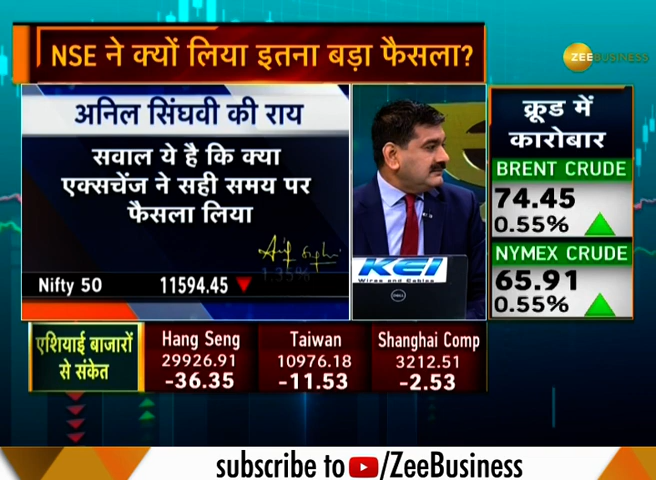 NSE ने क्यों लिया इतना बड़ा फैसला?
ZEEBUSINESS
अनिल सिंघवी की राय
सवाल ये है कि क्या
एक्सचेंज ने सही समय पर
फैसला लिया
1.35%
Nifty 50 11594.45
KEI
Wires and Cables
DELL
क्रूड में
कारोबार
BRENT CRUDE
74.45
0.55%
NYMEX CRUDE
65.91
0.55%
एशियाई बाजारों
से संकेत
Hang Seng
29926.91
-36.35
Taiwan
10976.18
-11.53
Shanghai Comp
3212.51
-2.53
subscribe to /ZeeBusiness